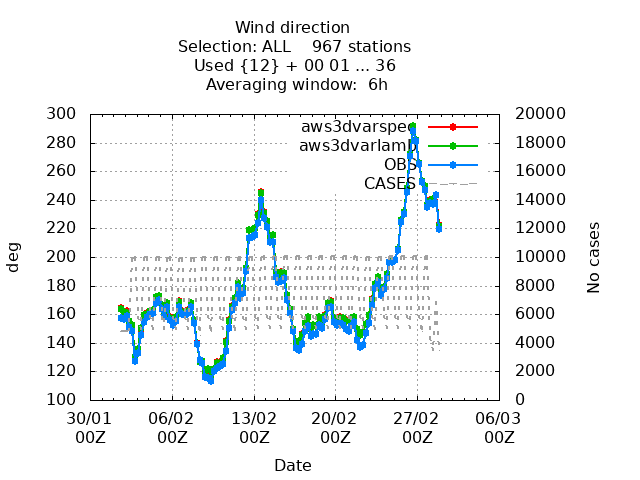 Wind direction
Selection: ALL 967 stations
Used {12} + 00 01 ... 36
Averaging window: 6h
aws3dvarspec
aws3dvarlamb
OBS
CASES
300
280
260
240
220
200
180
160
140
120
100
deg
20000
18000
16000
14000
12000
10000
8000
6000
4000
2000
0
No cases
30/01 06/02 13/02 20/02 27/02 06/03
00Z 00Z 00Z 00Z 00Z 00Z
Date